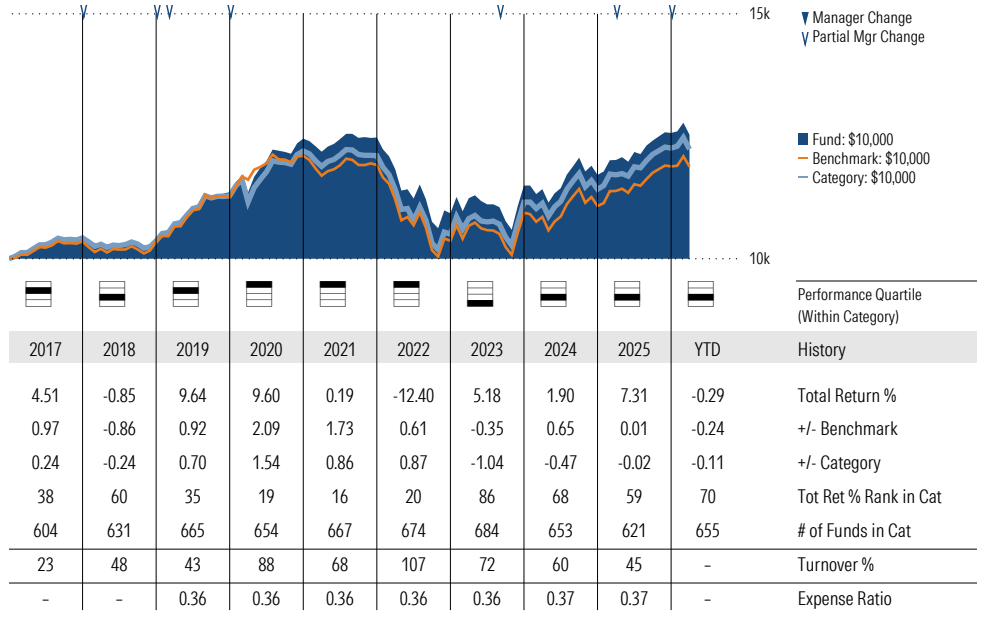 15k
Manager Change
Partial Mgr Change
Fund: $10,000
Benchmark: $10,000
Category: $10,000
10k
Performance Quartile
(Within Category)
2017 2018 2019 2020 2021 2022 2023 2024 2025 YTD History
4.51 -0.85 9.64 9.60 0.19 -12.40 5.18 1.90 7.31 -0.29 Total Return %
0.97 -0.86 0.92 2.09 1.73 0.61 -0.35 0.65 0.01 -0.24 +/- Benchmark
0.24 -0.24 0.70 1.54 0.86 0.87 -1.04 -0.47 -0.02 -0.11 +/- Category
38 60 35 19 16 20 86 68 59 70 Tot Ret % Rank in Cat
604 631 665 654 667 674 684 653 621 655 # of Funds in Cat
23 48 43 88 68 107 72 60 45 – Turnover %
– – 0.36 0.36 0.36 0.36 0.36 0.37 0.37 – Expense Ratio